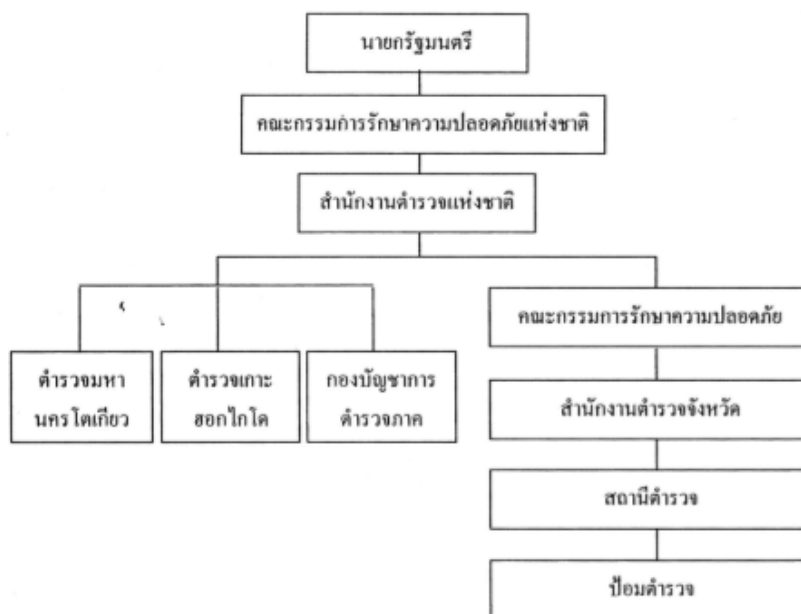 นายกรัฐมนตรี
คณะกรรมการรักษาความปลอดภัยแห่งชาติ
สำนักงานตำรวจแห่งชาติ
คณะกรรมการรักษาความปลอดภัย
ตำรวจมหา
นครโตเกียว
ตำรวจเกาะ
ฮอกไกโด
กองบัญชาการ
ตำรวจภาค
สำนักงานตำรวจจังหวัด
สถานีตำรวจ
ป้อมตำรวจ